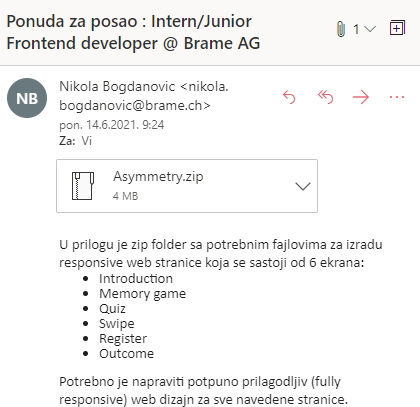 Ponuda za posao : Intern/Junior
Frontend developer @ Brame AG
1
NB
Nikola Bogdanovic <nikola.
bogdanovic@brame.ch>
pon. 14.6.2021. 9:24
Za: Vi
Asymmetry.zip
4 MB
U prilogu je zip folder sa potrebnim fajlovima za izradu
responsive web stranice koja se sastoji od 6 ekrana:
• Introduction
• Memory game
• Quiz
• Swipe
• Register
• Outcome
Potrebno je napraviti potpuno prilagodljiv (fully
responsive) web dizajn za sve navedene stranice.